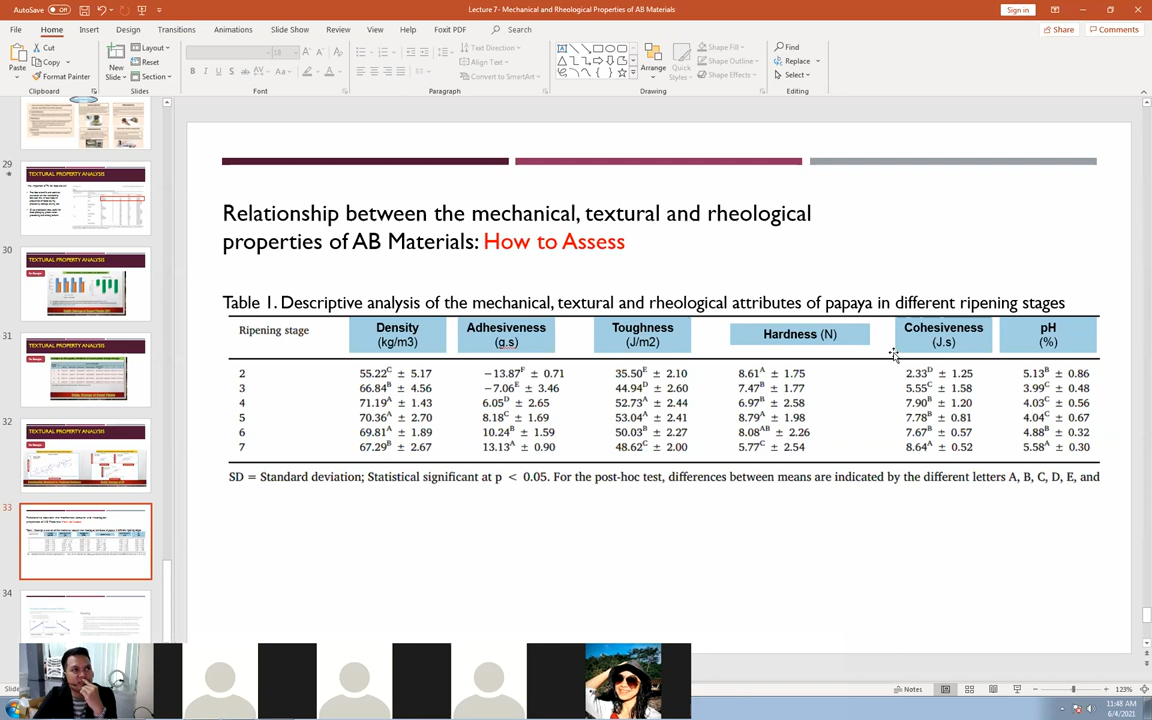 AutoSave Off
Lecture 7- Mechanical and Rheological Properties of AB Materials
Sign in
File Home Insert Design Transitions Animations Slide Show Review View Help Foxit PDF Search
Share Comments
Paste
Cut
Copy
Format Painter
Clipboard
New Slide
Layout
Reset
Section
Slides
18
Font
Text Direction
Align Text
Convert to SmartArt
Paragraph
Arrange
Quick Styles
Shape Fill
Shape Outline
Shape Effects
Drawing
Find
Replace
Select
Editing
29
TEXTURAL PROPERTY ANALYSIS
30
TEXTURAL PROPERTY ANALYSIS
31
TEXTURAL PROPERTY ANALYSIS
32
TEXTURAL PROPERTY ANALYSIS
33
34
Relationship between the mechanical, textural and rheological
properties of AB Materials: How to Assess
Table 1. Descriptive analysis of the mechanical, textural and rheological attributes of papaya in different ripening stages
Ripening stage Density (kg/m3) Adhesiveness (g.s) Toughness (J/m2) Hardness (N) Cohesiveness (J.s) pH (%)
2 55.22C ± 5.17 −13.87F ± 0.71 35.50E ± 2.10 8.61A ± 1.75 2.33D ± 1.25 5.13B ± 0.86
3 66.84B ± 4.56 −7.06E ± 3.46 44.94D ± 2.60 7.47B ± 1.77 5.55C ± 1.58 3.99C ± 0.48
4 71.19A ± 1.43 6.05D ± 2.65 52.73A ± 2.44 6.97B ± 2.58 7.90B ± 1.20 4.03C ± 0.56
5 70.36A ± 2.70 8.18C ± 1.69 53.04A ± 2.41 8.79A ± 1.98 7.78B ± 0.81 4.04C ± 0.67
6 69.81A ± 1.89 10.24B ± 1.59 50.03B ± 2.27 8.08AB ± 2.26 7.67B ± 0.57 4.88B ± 0.32
7 67.29B ± 2.67 13.13A ± 0.90 48.62C ± 2.00 5.77C ± 2.54 8.64A ± 0.52 5.58A ± 0.30
SD = Standard deviation; Statistical significant at p < 0.05. For the post-hoc test, differences between means are indicated by the different letters A, B, C, D, E, and
Notes
123%
11:48 AM
6/4/2021